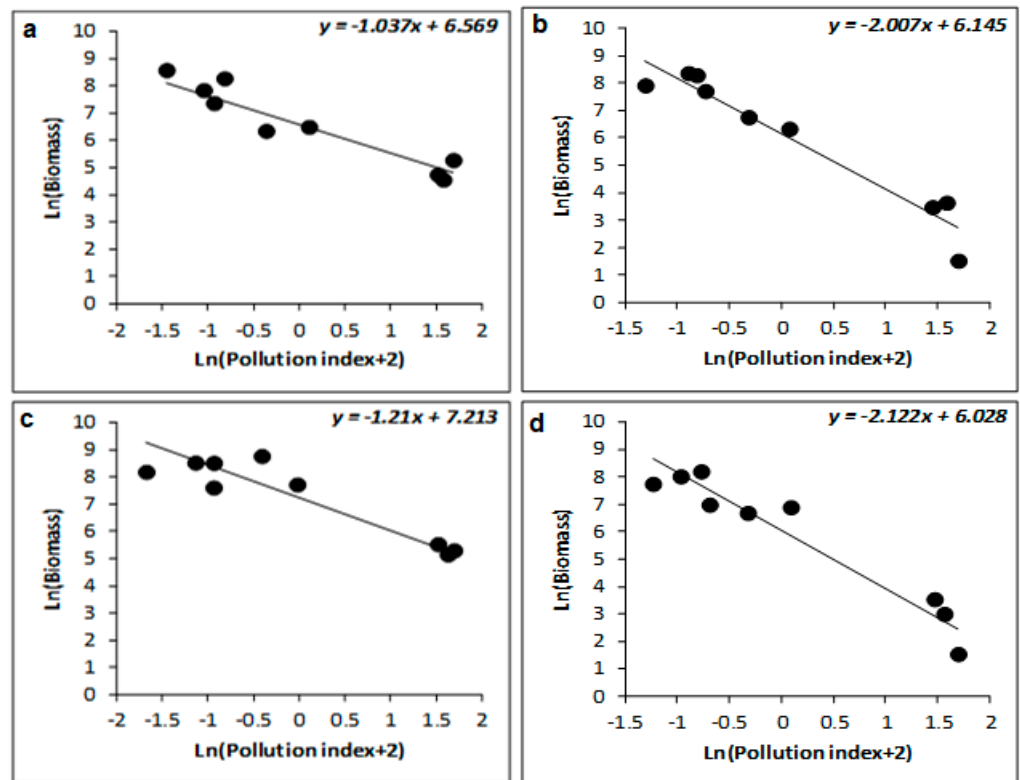 a
y = -1.037x + 6.569
10
9
8
7
6
5
4
3
2
1
0
Ln(Biomass)
-2 -1.5 -1 -0.5 0 0.5 1 1.5 2
Ln(Pollution index+2)
b
y = -2.007x + 6.145
10
9
8
7
6
5
4
3
2
1
0
Ln(Biomass)
-1.5 -1 -0.5 0 0.5 1 1.5 2
Ln(Pollution index+2)
c
y = -1.21x + 7.213
10
9
8
7
6
5
4
3
2
1
0
Ln(Biomass)
-2 -1.5 -1 -0.5 0 0.5 1 1.5 2
Ln(Pollution index+2)
d
y = -2.122x + 6.028
10
9
8
7
6
5
4
3
2
1
0
Ln(Biomass)
-1.5 -1 -0.5 0 0.5 1 1.5 2
Ln(Pollution index+2)